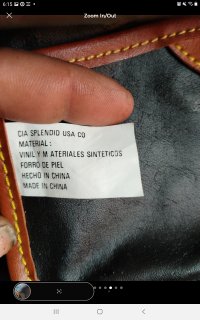 6:15
Zoom In/Out
CIA SPLENDID USA CO
MATERIAL:
VINIL Y M ATERIALES SINTETICOS
FORRO DE PIEL
HECHO IN CHINA
MADE IN CHINA